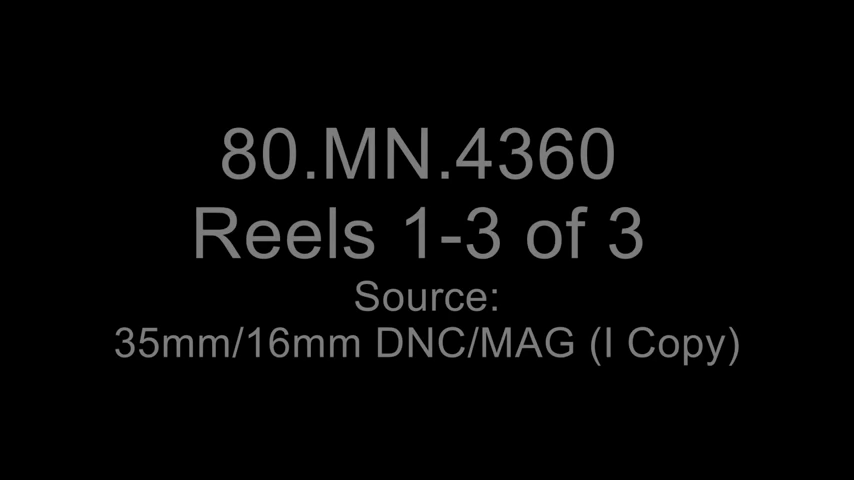 80.MN.4360
Reels 1-3 of 3
Source:
35mm/16mm DNC/MAG (I Copy)